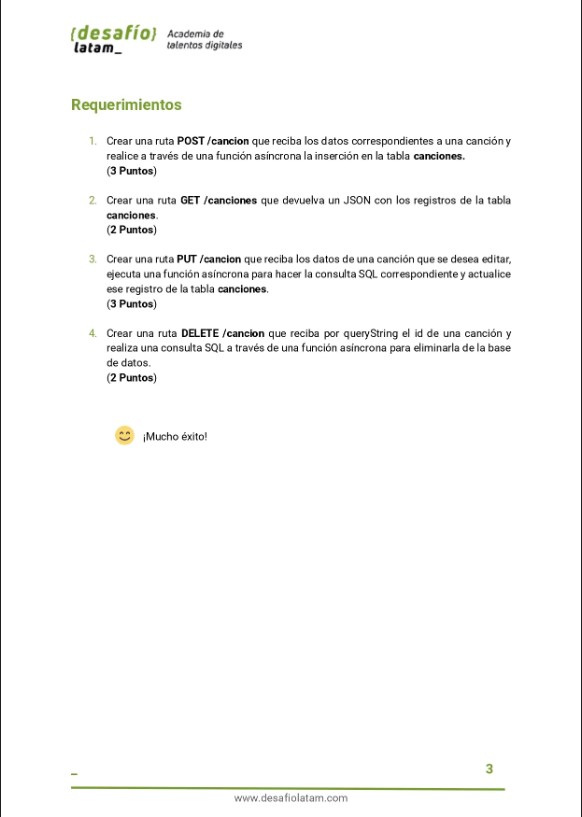 {desafío}
latam_
Academia de
talentos digitales
Requerimientos
1. Crear una ruta POST /cancion que reciba los datos correspondientes a una canción y
realice a través de una función asíncrona la inserción en la tabla canciones.
(3 Puntos)
2. Crear una ruta GET /canciones que devuelva un JSON con los registros de la tabla
canciones.
(2 Puntos)
3. Crear una ruta PUT /cancion que reciba los datos de una canción que se desea editar,
ejecuta una función asíncrona para hacer la consulta SQL correspondiente y actualice
ese registro de la tabla canciones.
(3 Puntos)
4. Crear una ruta DELETE /cancion que reciba por queryString el id de una canción y
realiza una consulta SQL a través de una función asíncrona para eliminarla de la base
de datos.
(2 Puntos)
¡Mucho éxito!
_
3
www.desafiolatam.com